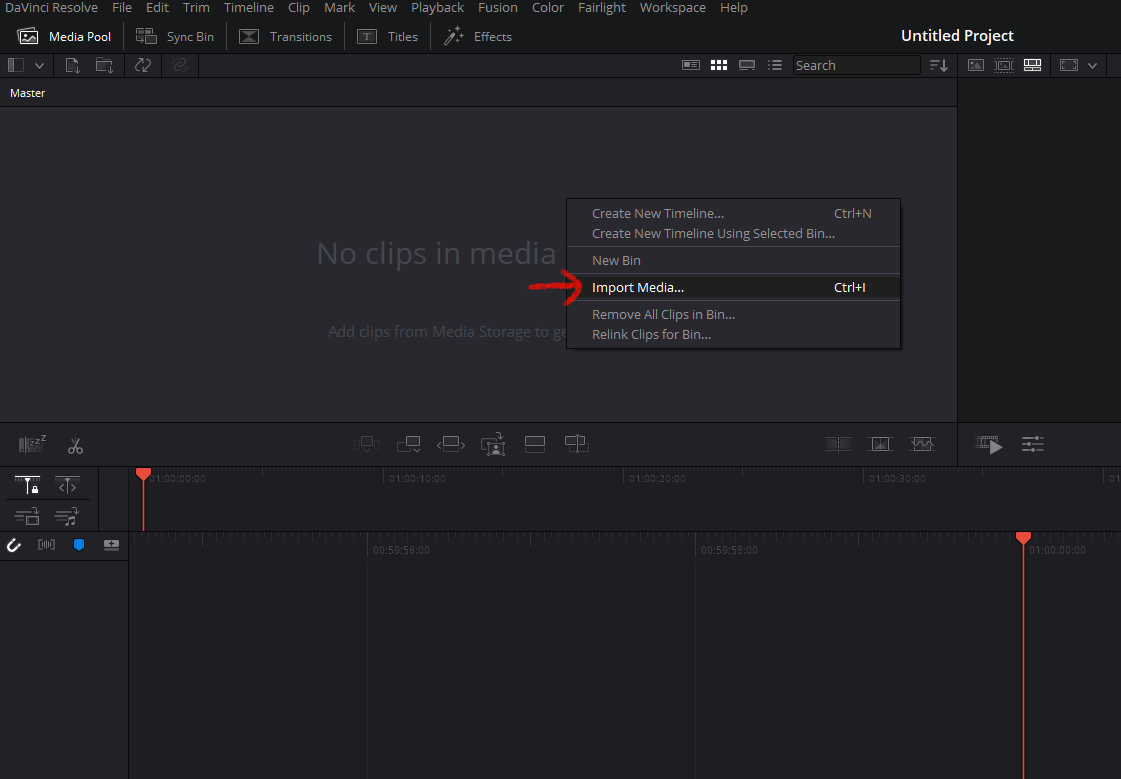 DaVinci Resolve File Edit Trim Timeline Clip Mark View Playback Fusion Color Fairlight Workspace Help
Media Pool Sync Bin Transitions Titles Effects Untitled Project
Search
Master
Create New Timeline... Ctrl+N
Create New Timeline Using Selected Bin...
No clips in media
New Bin
Import Media... Ctrl+I
Remove All Clips in Bin...
Add clips from Media Storage to ge
Relink Clips for Bin...
zzZ
01:00:00:00 01:00:10:00 01:00:20:00 01:00:30:00 01
00:59:56:00 00:59:58:00 01:00:00:00